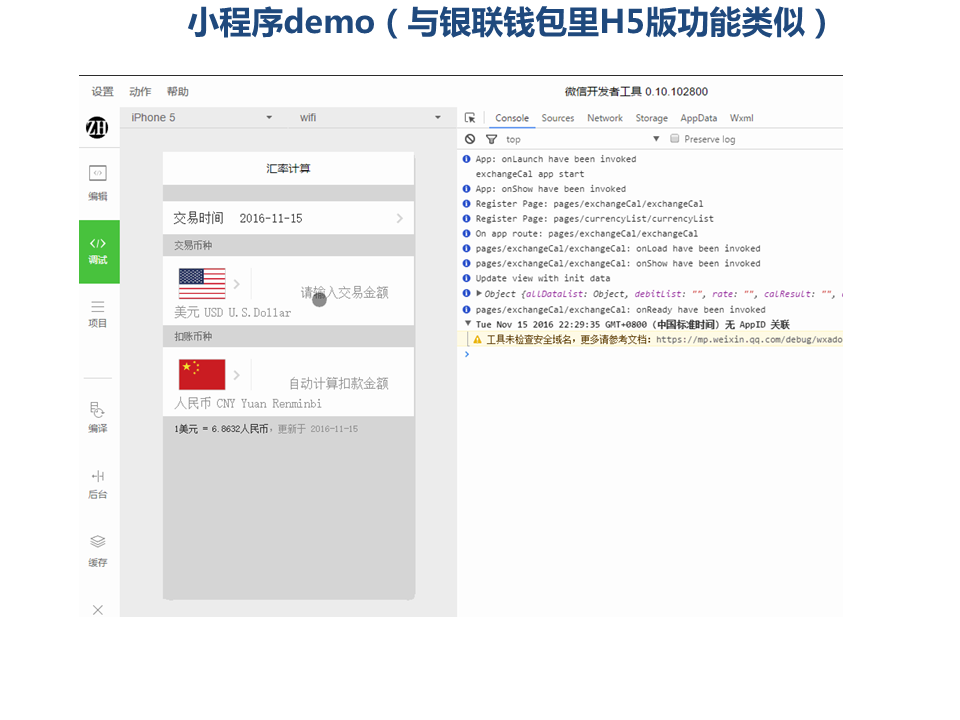 小程序demo（与银联钱包里H5版功能类似）
设置 动作 帮助 微信开发者工具 0.10.102800
ZH
iPhone 5 wifi
Console Sources Network Storage AppData Wxml
top Preserve log
编辑
调试
项目
编译
后台
缓存
汇率计算
交易时间 2016-11-15
交易币种
请输入交易金额
美元 USD U.S.Dollar
扣账币种
自动计算扣款金额
人民币 CNY Yuan Renminbi
1美元 = 6.8632人民币，更新于 2016-11-15
App: onLaunch have been invoked
exchangeCal app start
App: onShow have been invoked
Register Page: pages/exchangeCal/exchangeCal
Register Page: pages/currencyList/currencyList
On app route: pages/exchangeCal/exchangeCal
pages/exchangeCal/exchangeCal: onLoad have been invoked
pages/exchangeCal/exchangeCal: onShow have been invoked
Update view with init data
Object {allDataList: Object, debitList: "", rate: "", calResult: "",
pages/exchangeCal/exchangeCal: onReady have been invoked
Tue Nov 15 2016 22:29:35 GMT+0800 (中国标准时间) 无 AppID 关联
工具未检查安全域名，更多请参考文档：https://mp.weixin.qq.com/debug/wxado